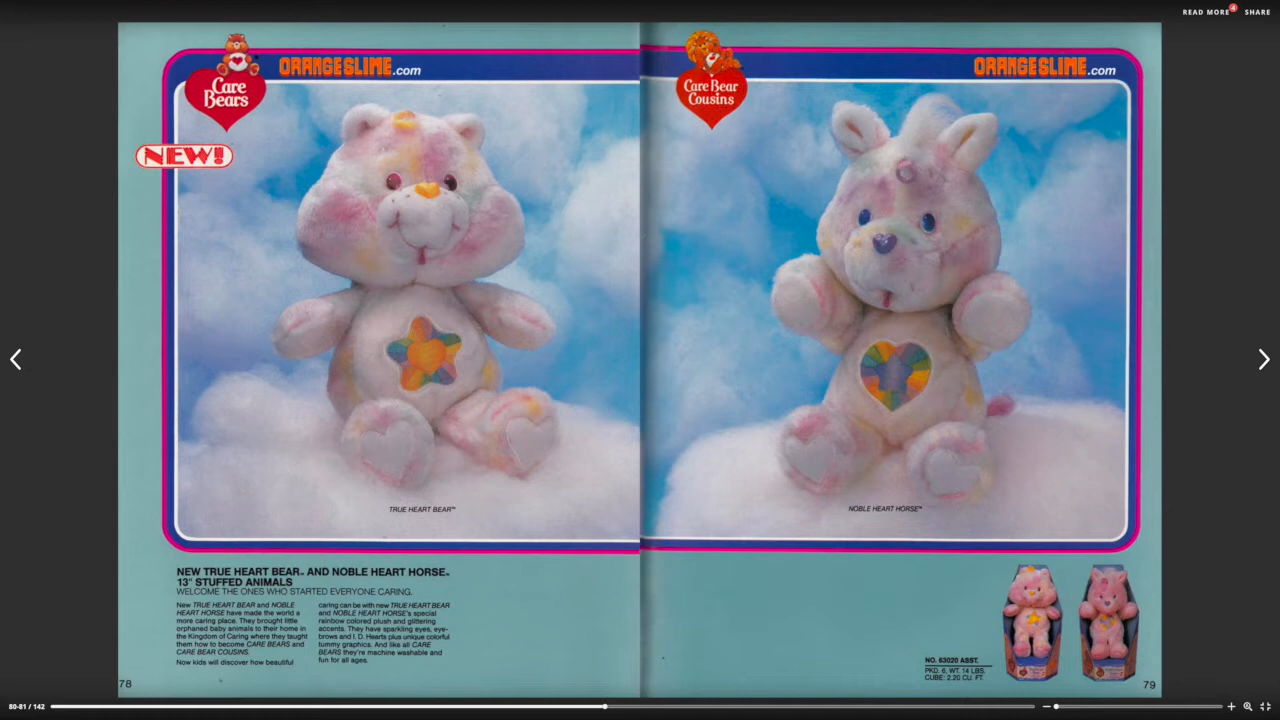 READ MORE
4
SHARE
Care
Bears
ORANGESLIME.com
NEW!
TRUE HEART BEAR™
NEW TRUE HEART BEAR™ AND NOBLE HEART HORSE™
13" STUFFED ANIMALS
WELCOME THE ONES WHO STARTED EVERYONE CARING.
New TRUE HEART BEAR and NOBLE
HEART HORSE have made the world a
more caring place. They brought little
orphaned baby animals to their home in
the Kingdom of Caring where they taught
them how to become CARE BEARS and
CARE BEAR COUSINS.
Now kids will discover how beautiful
caring can be with new TRUE HEART BEAR
and NOBLE HEART HORSE's special
rainbow colored plush and glittering
accents. They have sparkling eyes, eye-
brows and I. D. Hearts plus unique colorful
tummy graphics. And like all CARE
BEARS they're machine washable and
fun for all ages.
78
Care Bear
Cousins
ORANGESLIME.com
NOBLE HEART HORSE™
NO. 63020 ASST.
PKD. 6, WT. 14 LBS.
CUBE: 2.20 CU. FT.
79
80-81 / 142